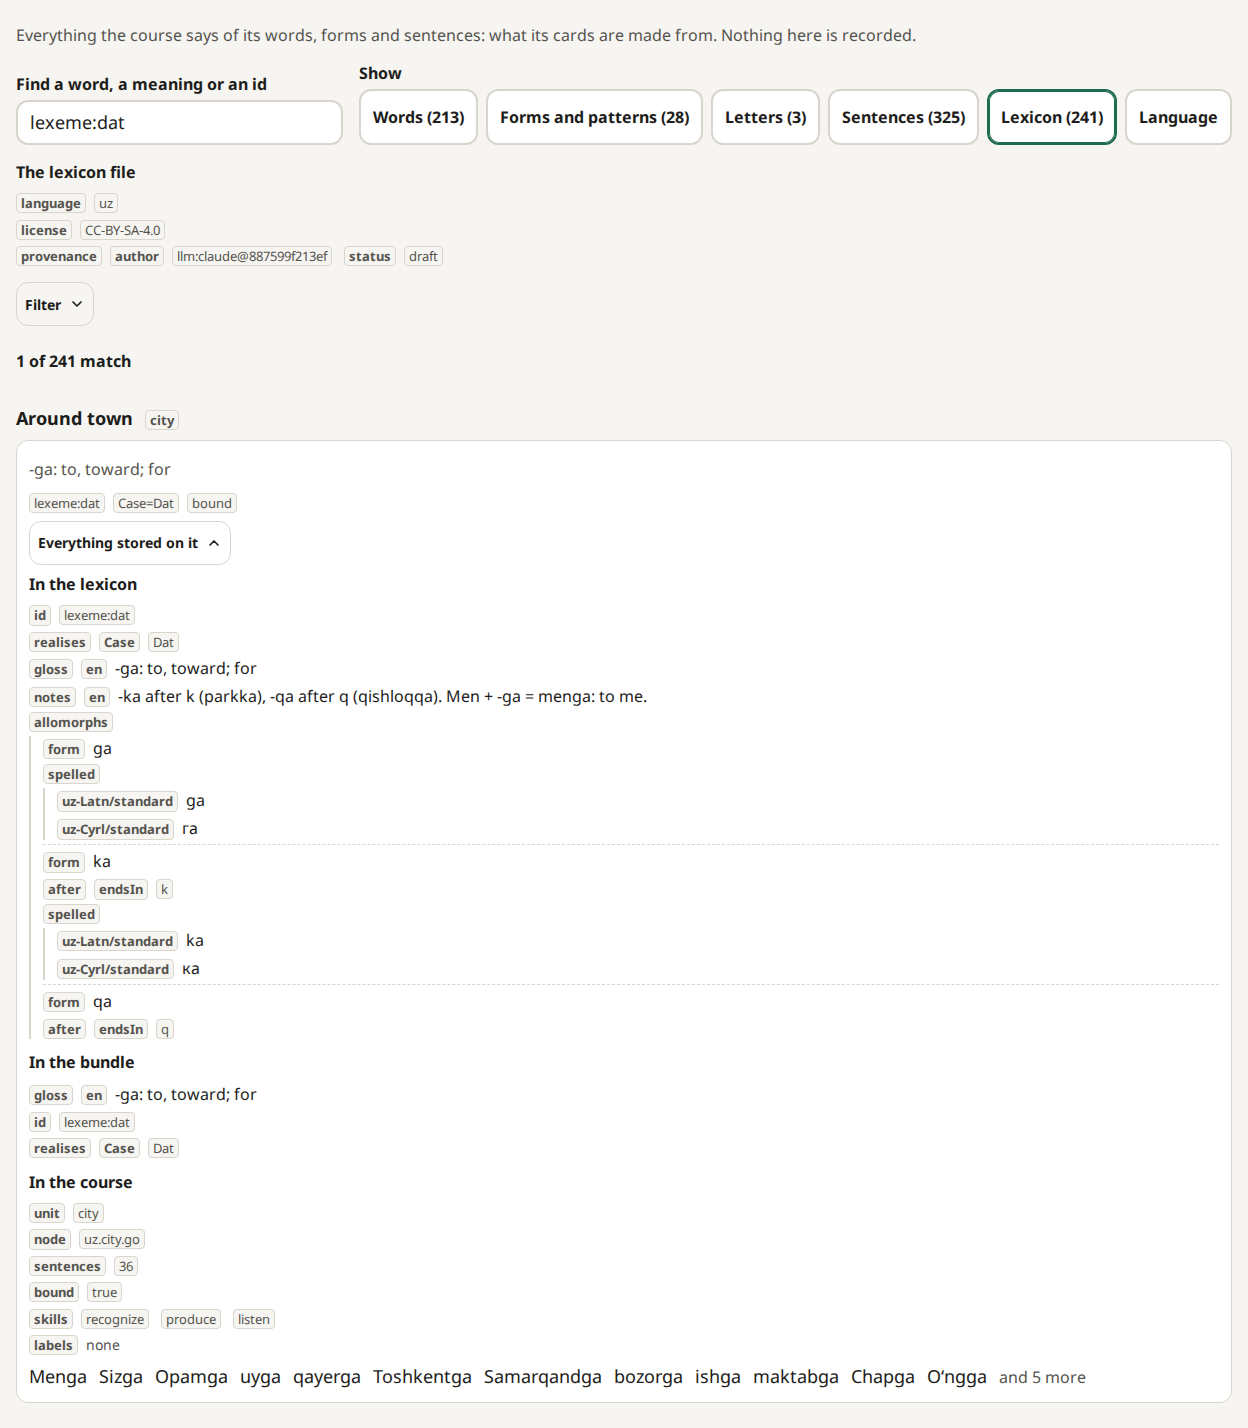 Everything the course says of its words, forms and sentences: what its cards are made from. Nothing here is recorded.
Find a word, a meaning or an id
Show
lexeme:dat
Words (213) Forms and patterns (28) Letters (3) Sentences (325) Lexicon (241) Language
The lexicon file
language uz
license CC-BY-SA-4.0
provenance author llm:claude@887599f213ef status draft
Filter
1 of 241 match
Around town city
-ga: to, toward; for
lexeme:dat Case=Dat bound
Everything stored on it
In the lexicon
id lexeme:dat
realises Case Dat
gloss en -ga: to, toward; for
notes en -ka after k (parkka), -qa after q (qishloqqa). Men + -ga = menga: to me.
allomorphs
form ga
spelled
uz-Latn/standard ga
uz-Cyrl/standard га
form ka
after endsIn k
spelled
uz-Latn/standard ka
uz-Cyrl/standard ка
form qa
after endsIn q
In the bundle
gloss en -ga: to, toward; for
id lexeme:dat
realises Case Dat
In the course
unit city
node uz.city.go
sentences 36
bound true
skills recognize produce listen
labels none
Menga Sizga Opamga uyga qayerga Toshkentga Samarqandga bozorga ishga maktabga Chapga Oʻngga and 5 more